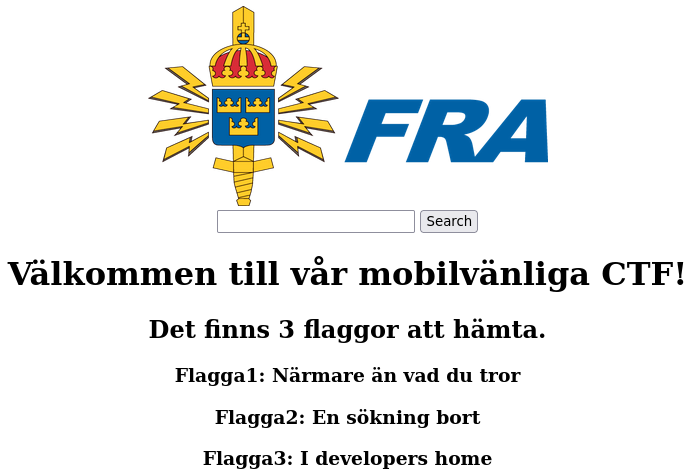 FRA
Search
Välkommen till vår mobilvänliga CTF!
Det finns 3 flaggor att hämta.
Flagga1: Närmare än vad du tror
Flagga2: En sökning bort
Flagga3: I developers home